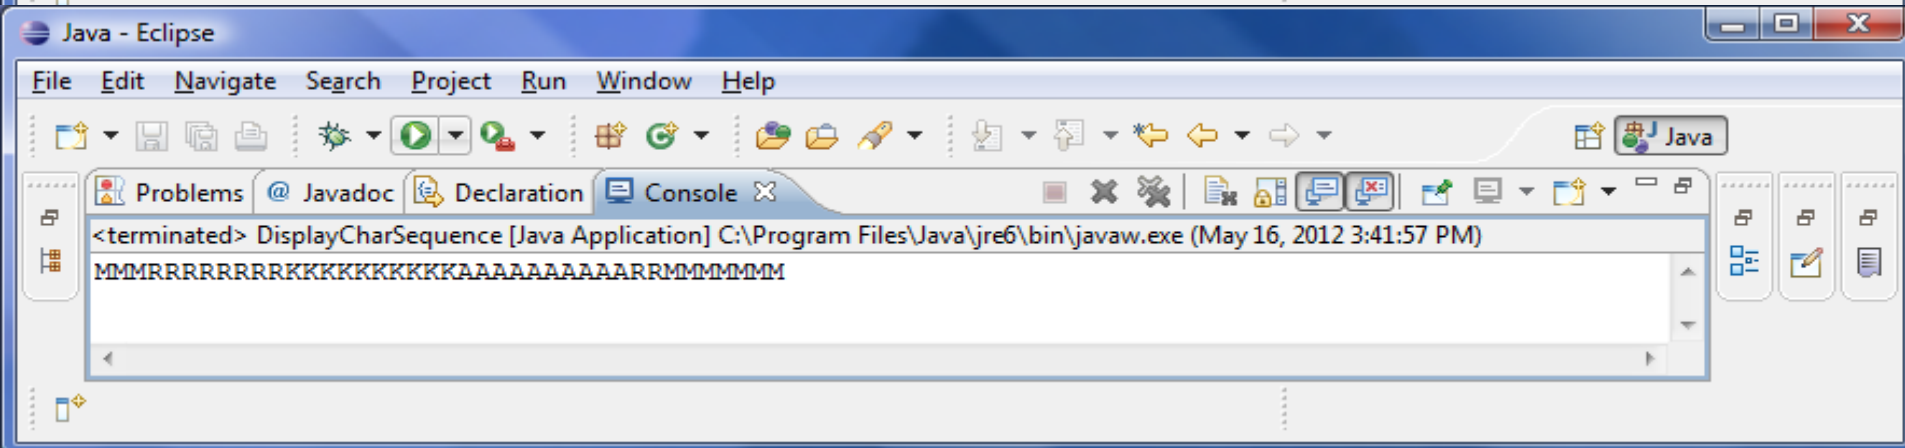 Java - Eclipse
File Edit Navigate Search Project Run Window Help
Java
Problems @ Javadoc Declaration Console
<terminated> DisplayCharSequence [Java Application] C:\Program Files\Java\jre6\bin\javaw.exe (May 16, 2012 3:41:57 PM)
MMMRRRRRRRRKKKKKKKKKKAAAAAAAAAARRMMMMMMM